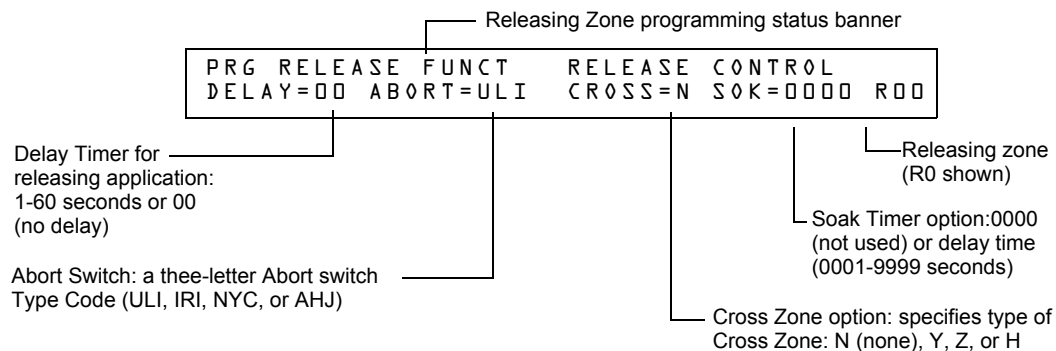 Releasing Zone programming status banner
PRG RELEASE FUNCT RELEASE CONTROL
DELAY=00 ABORT=ULI CROSS=N SOK=0000 R00
Delay Timer for
releasing application:
1-60 seconds or 00
(no delay)
Releasing zone
(R0 shown)
Soak Timer option:0000
(not used) or delay time
(0001-9999 seconds)
Abort Switch: a thee-letter Abort switch
Type Code (ULI, IRI, NYC, or AHJ)
Cross Zone option: specifies type of
Cross Zone: N (none), Y, Z, or H